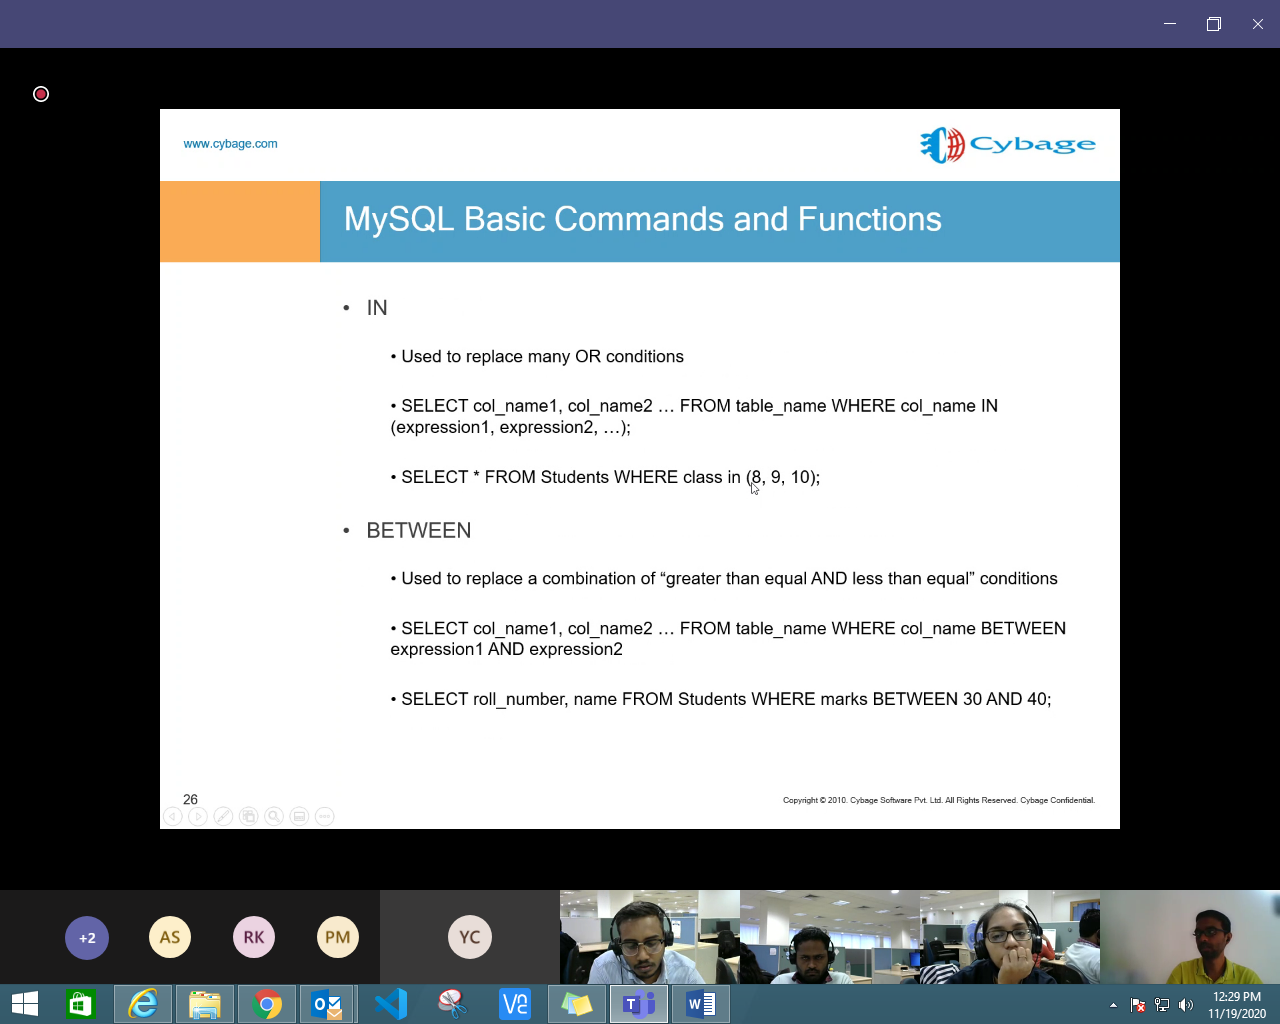 www.cybage.com
Cybage
MySQL Basic Commands and Functions
• IN
• Used to replace many OR conditions
• SELECT col_name1, col_name2 … FROM table_name WHERE col_name IN
(expression1, expression2, …);
• SELECT * FROM Students WHERE class in (8, 9, 10);
• BETWEEN
• Used to replace a combination of “greater than equal AND less than equal” conditions
• SELECT col_name1, col_name2 … FROM table_name WHERE col_name BETWEEN
expression1 AND expression2
• SELECT roll_number, name FROM Students WHERE marks BETWEEN 30 AND 40;
26
Copyright © 2010. Cybage Software Pvt. Ltd. All Rights Reserved. Cybage Confidential.
+2
AS
RK
PM
YC
12:29 PM
11/19/2020